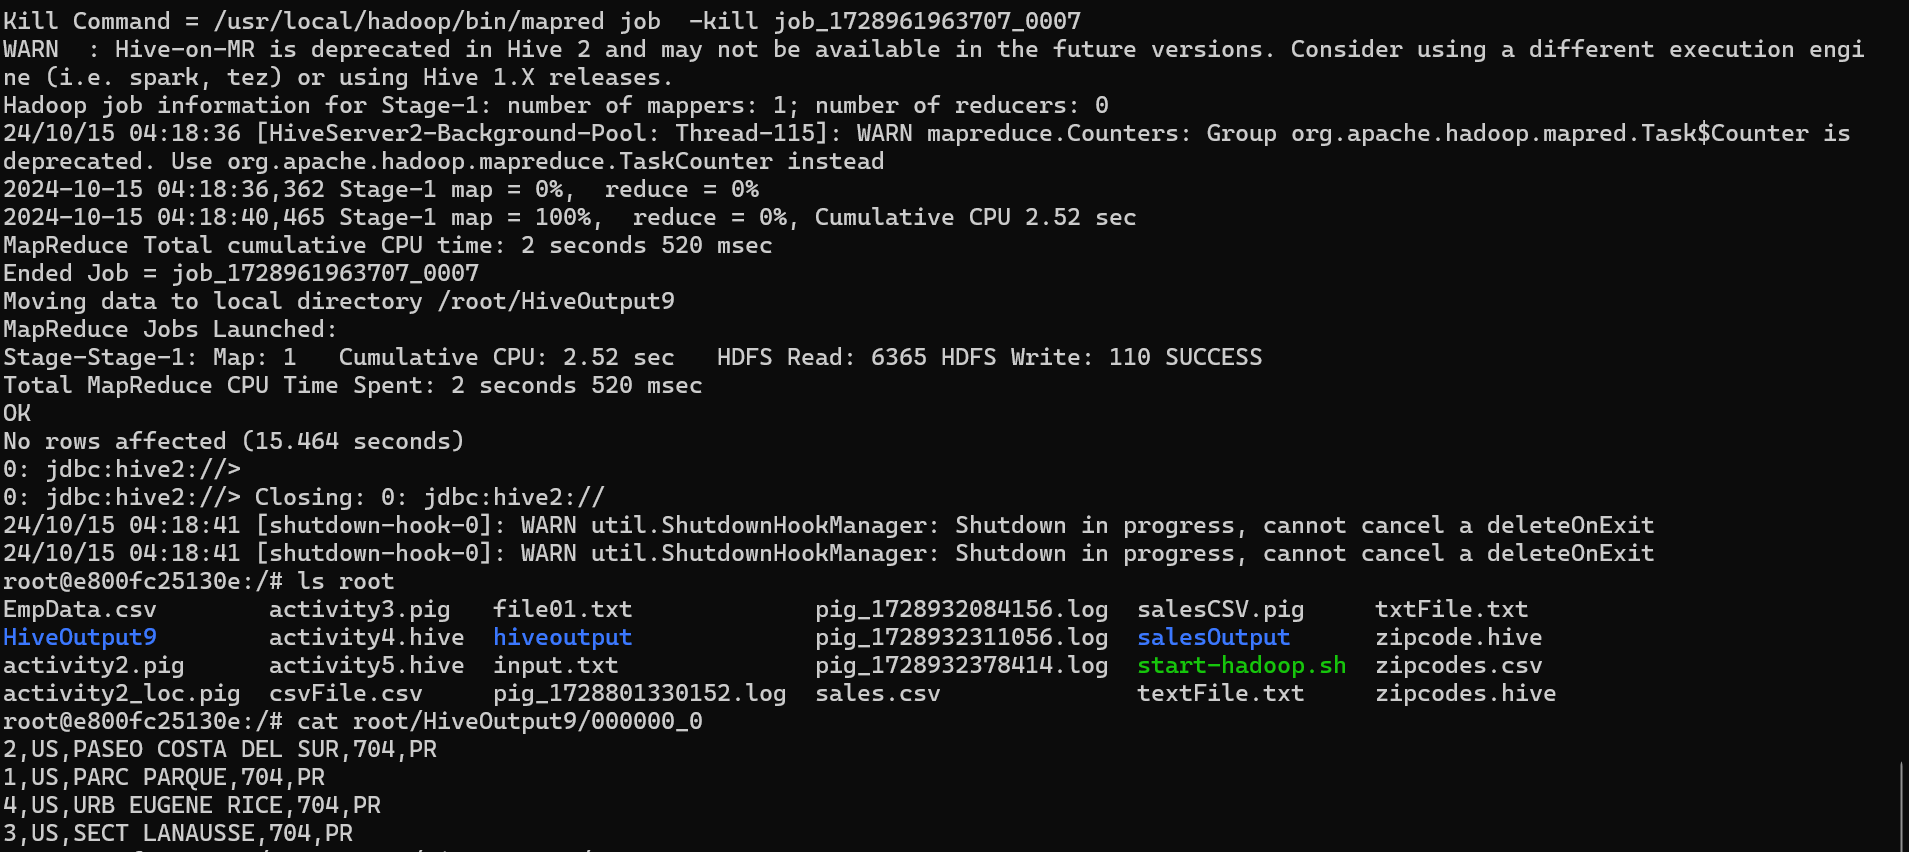 Kill Command = /usr/local/hadoop/bin/mapred job  -kill job_1728961963707_0007
WARN  : Hive-on-MR is deprecated in Hive 2 and may not be available in the future versions. Consider using a different execution engi
ne (i.e. spark, tez) or using Hive 1.X releases.
Hadoop job information for Stage-1: number of mappers: 1; number of reducers: 0
24/10/15 04:18:36 [HiveServer2-Background-Pool: Thread-115]: WARN mapreduce.Counters: Group org.apache.hadoop.mapred.Task$Counter is
deprecated. Use org.apache.hadoop.mapreduce.TaskCounter instead
2024-10-15 04:18:36,362 Stage-1 map = 0%,  reduce = 0%
2024-10-15 04:18:40,465 Stage-1 map = 100%,  reduce = 0%, Cumulative CPU 2.52 sec
MapReduce Total cumulative CPU time: 2 seconds 520 msec
Ended Job = job_1728961963707_0007
Moving data to local directory /root/HiveOutput9
MapReduce Jobs Launched:
Stage-Stage-1: Map: 1   Cumulative CPU: 2.52 sec   HDFS Read: 6365 HDFS Write: 110 SUCCESS
Total MapReduce CPU Time Spent: 2 seconds 520 msec
OK
No rows affected (15.464 seconds)
0: jdbc:hive2://>
0: jdbc:hive2://> Closing: 0: jdbc:hive2://
24/10/15 04:18:41 [shutdown-hook-0]: WARN util.ShutdownHookManager: Shutdown in progress, cannot cancel a deleteOnExit
24/10/15 04:18:41 [shutdown-hook-0]: WARN util.ShutdownHookManager: Shutdown in progress, cannot cancel a deleteOnExit
root@e800fc25130e:/# ls root
EmpData.csv        activity3.pig   file01.txt             pig_1728932084156.log  salesCSV.pig     txtFile.txt
HiveOutput9        activity4.hive  hiveoutput             pig_1728932311056.log  salesOutput      zipcode.hive
activity2.pig      activity5.hive  input.txt              pig_1728932378414.log  start-hadoop.sh  zipcodes.csv
activity2_loc.pig  csvFile.csv     pig_1728801330152.log  sales.csv              textFile.txt     zipcodes.hive
root@e800fc25130e:/# cat root/HiveOutput9/000000_0
2,US,PASEO COSTA DEL SUR,704,PR
1,US,PARC PARQUE,704,PR
4,US,URB EUGENE RICE,704,PR
3,US,SECT LANAUSSE,704,PR